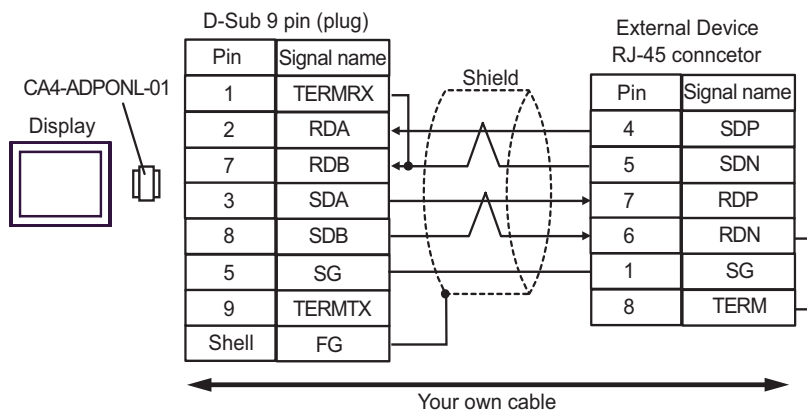 D-Sub 9 pin (plug)
External Device
RJ-45 conncetor
Pin Signal name
Shield
CA4-ADPONL-01
Display
1 TERMRX
2 RDA
7 RDB
3 SDA
8 SDB
5 SG
9 TERMTX
Shell FG
Pin Signal name
4 SDP
5 SDN
7 RDP
6 RDN
1 SG
8 TERM
Your own cable